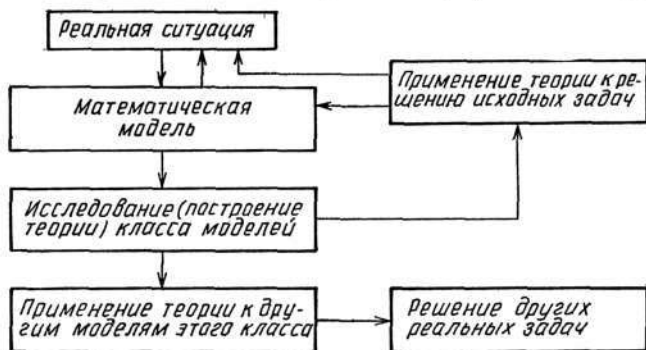 Реальная ситуация
Математическая
модель
Применение теории к ре-
шению исходных задач
Исследование (построение
теории) класса моделей
Применение теории к дру-
гим моделям этого класса
Решение других
реальных задач